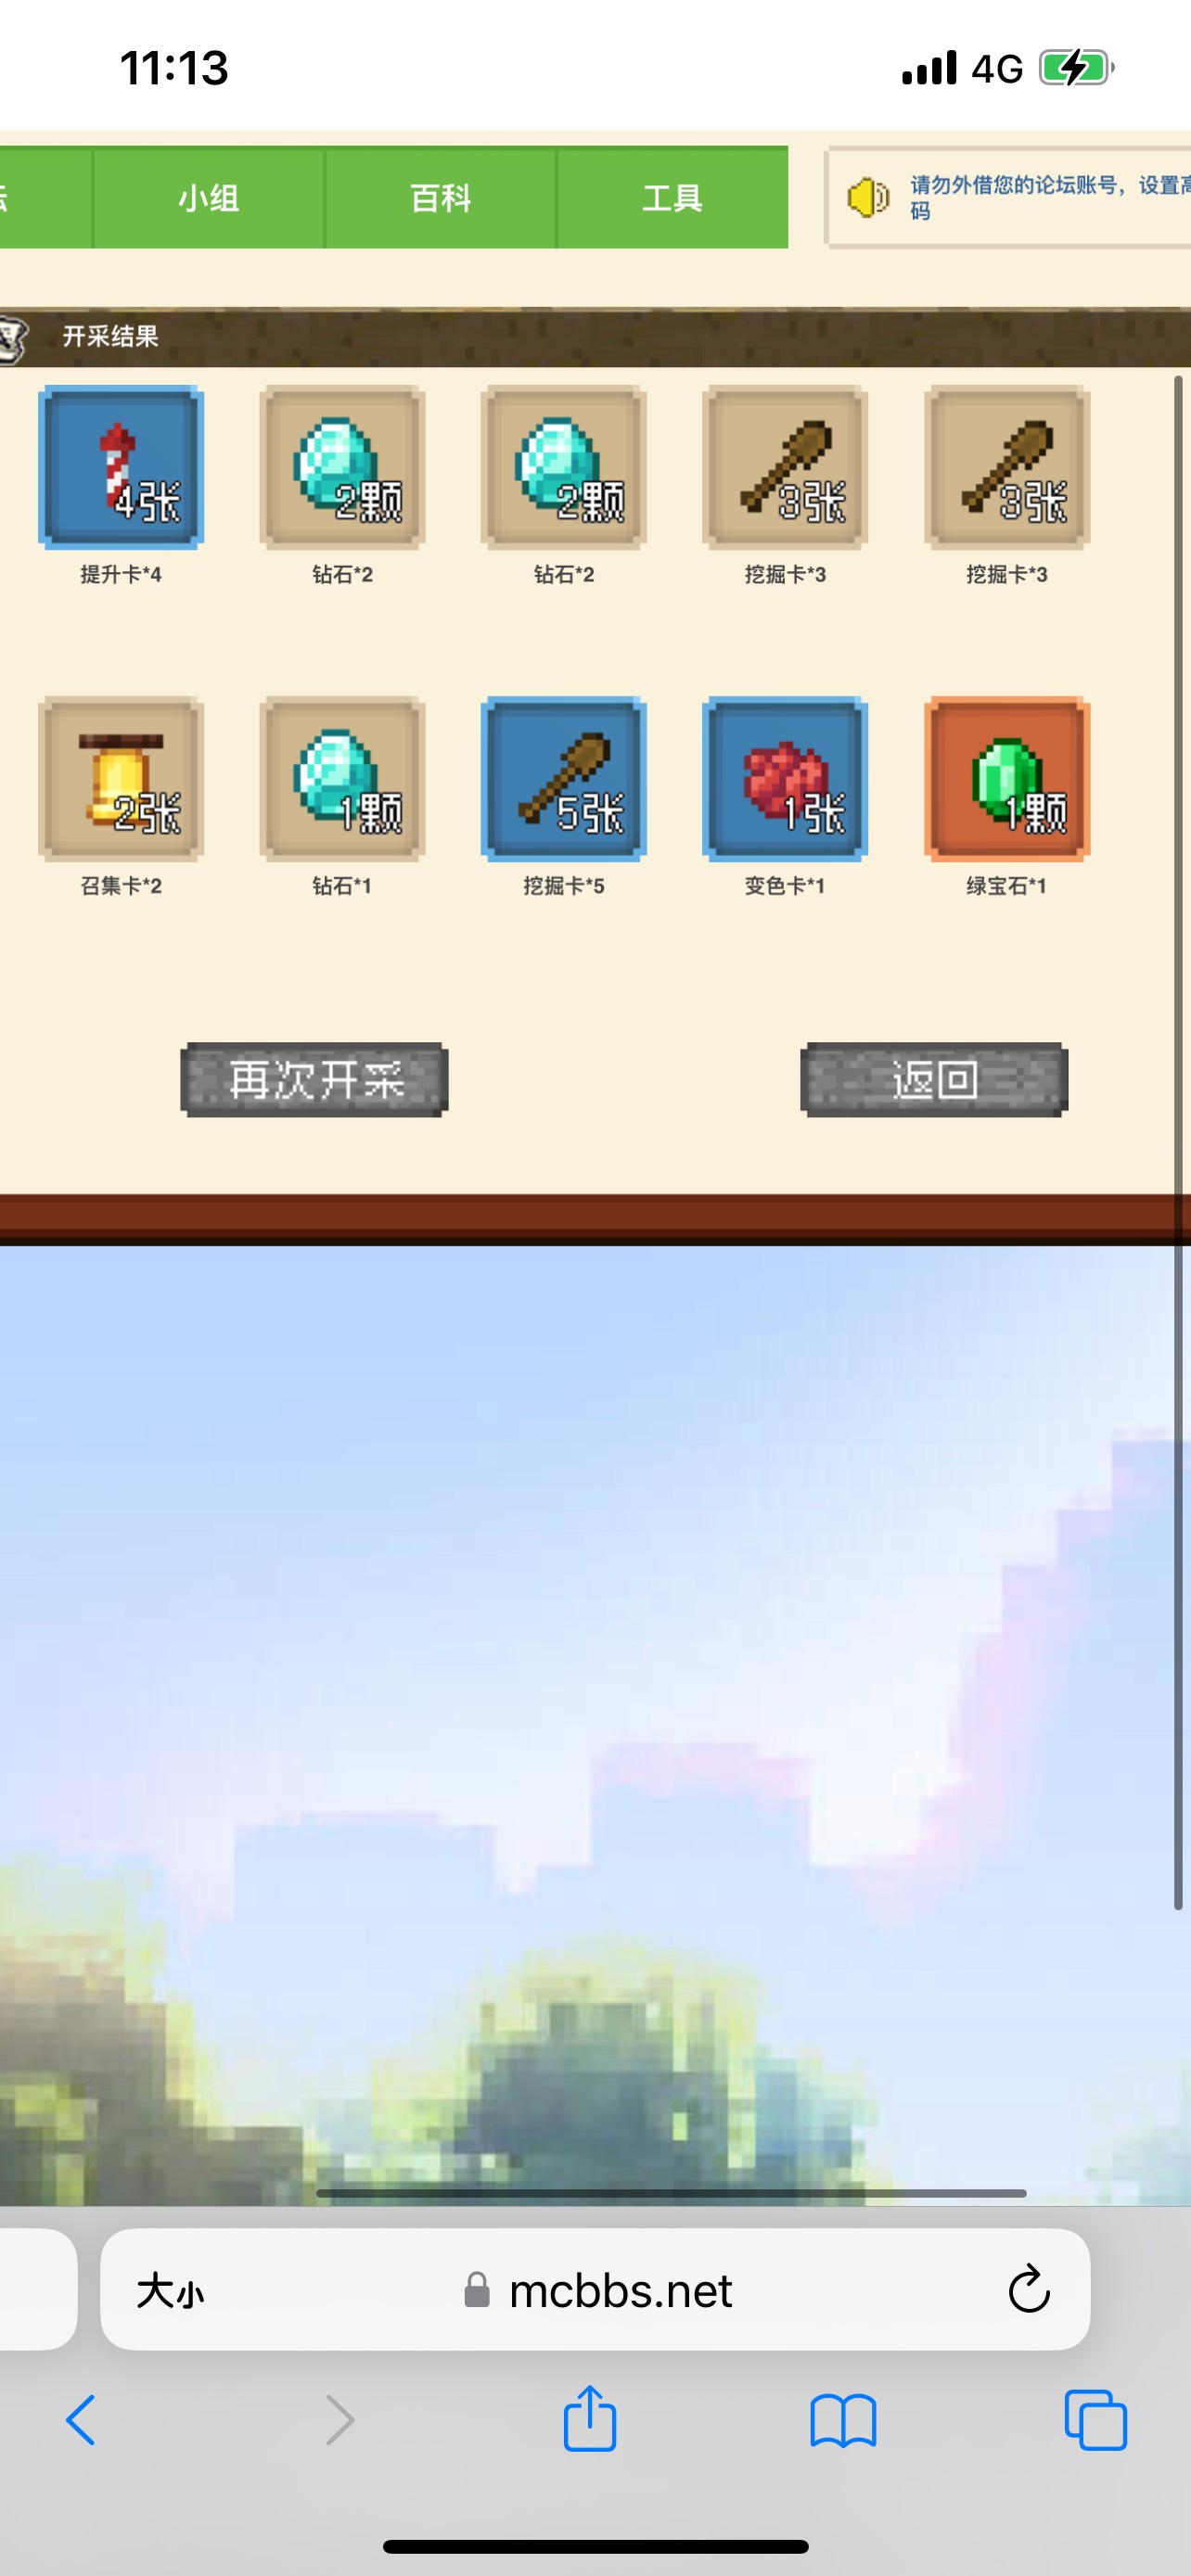 11:13
4G
小组 百科 工具
请勿外借您的论坛账号，设置高
码
开采结果
4张 2颗 2颗 3张 3张
提升卡*4 钻石*2 钻石*2 挖掘卡*3 挖掘卡*3
2张 1颗 5张 1张 1颗
召集卡*2 钻石*1 挖掘卡*5 变色卡*1 绿宝石*1
再次开采 返回
大小 mcbbs.net